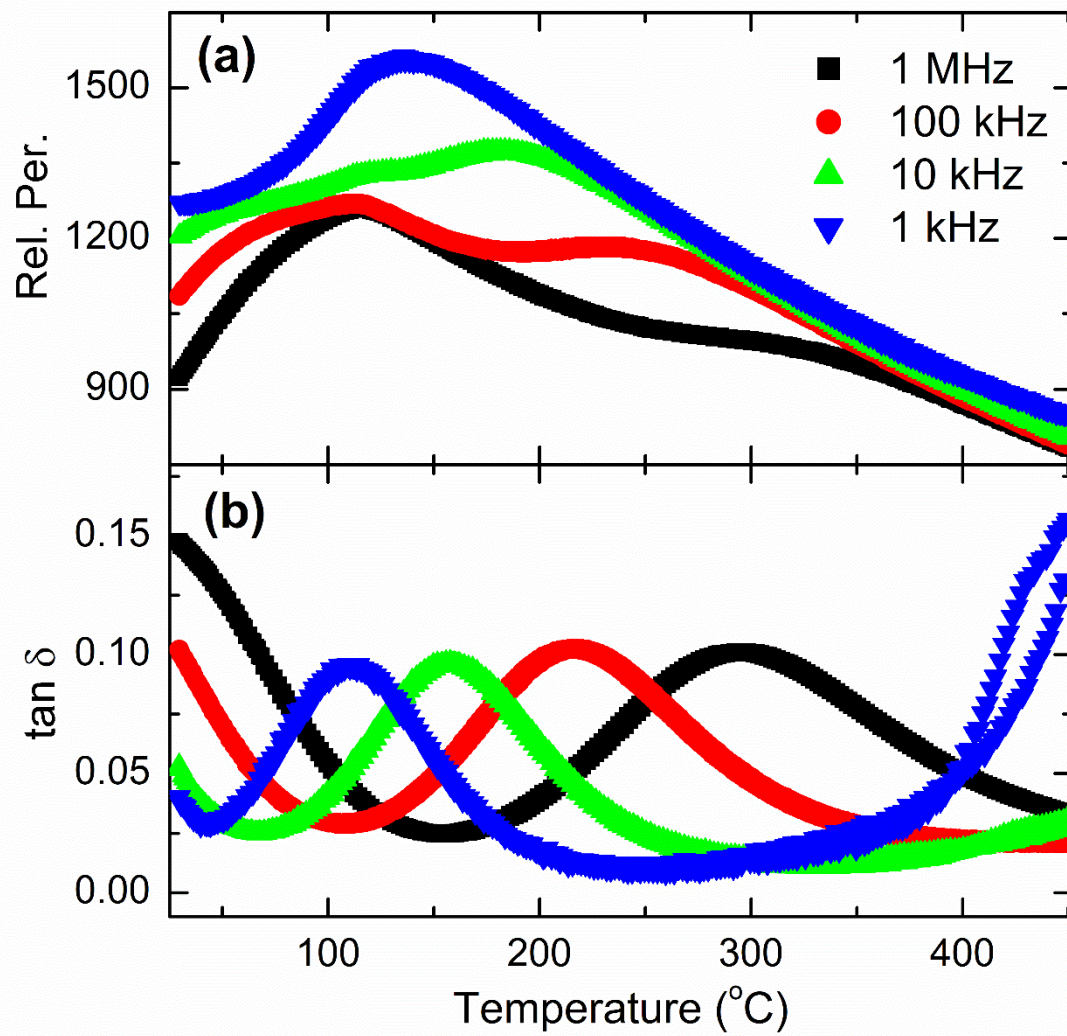 (a)
1 MHz
100 kHz
10 kHz
1 kHz
1500
1200
900
Rel. Per.
(b)
0.15
0.10
0.05
0.00
tan δ
100 200 300 400
Temperature (°C)